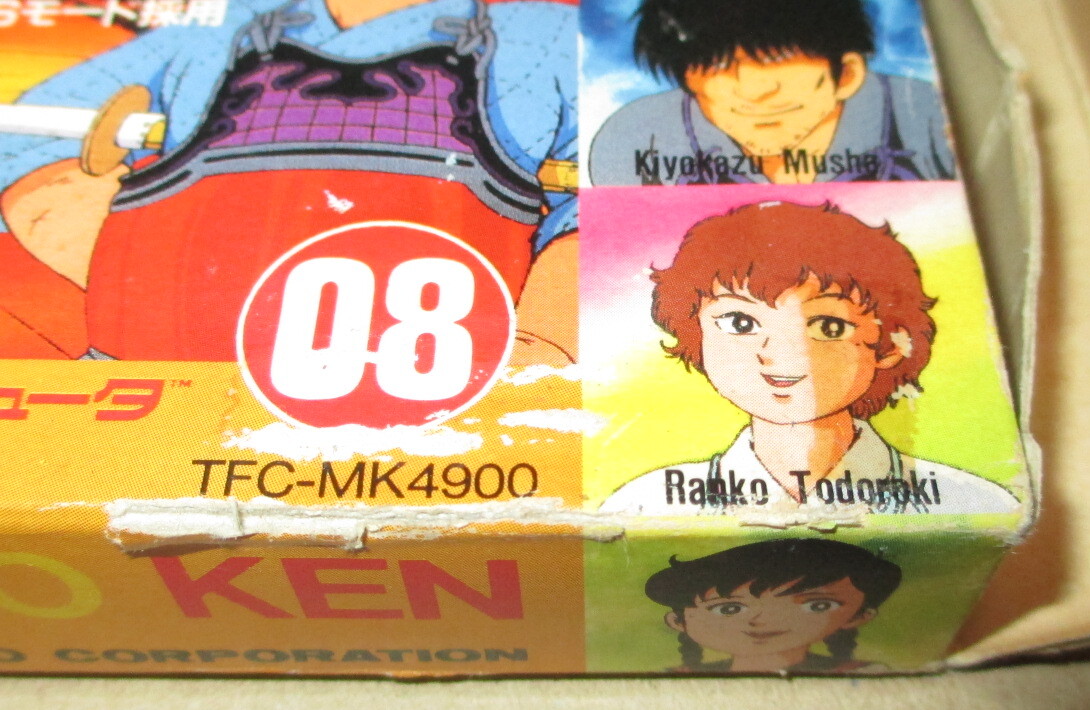 Sモード採用
Kiyokazu Musha
08
ュータ™
TFC-MK4900
Ranko Todoroki
O KEN
O CORPORATION